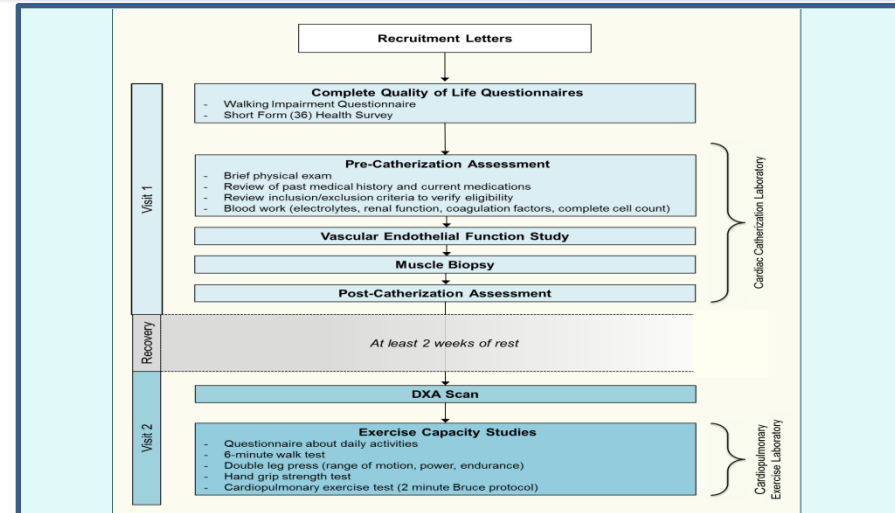 Recruitment Letters
Visit 1
Complete Quality of Life Questionnaires
- Walking Impairment Questionnaire
- Short Form (36) Health Survey
Pre-Catherization Assessment
- Brief physical exam
- Review of past medical history and current medications
- Review inclusion/exclusion criteria to verify eligibility
- Blood work (electrolytes, renal function, coagulation factors, complete cell count)
Vascular Endothelial Function Study
Muscle Biopsy
Post-Catherization Assessment
Cardiac Catherization Laboratory
Recovery
At least 2 weeks of rest
Visit 2
DXA Scan
Exercise Capacity Studies
- Questionnaire about daily activities
- 6-minute walk test
- Double leg press (range of motion, power, endurance)
- Hand grip strength test
- Cardiopulmonary exercise test (2 minute Bruce protocol)
Cardiopulmonary
Exercise Laboratory